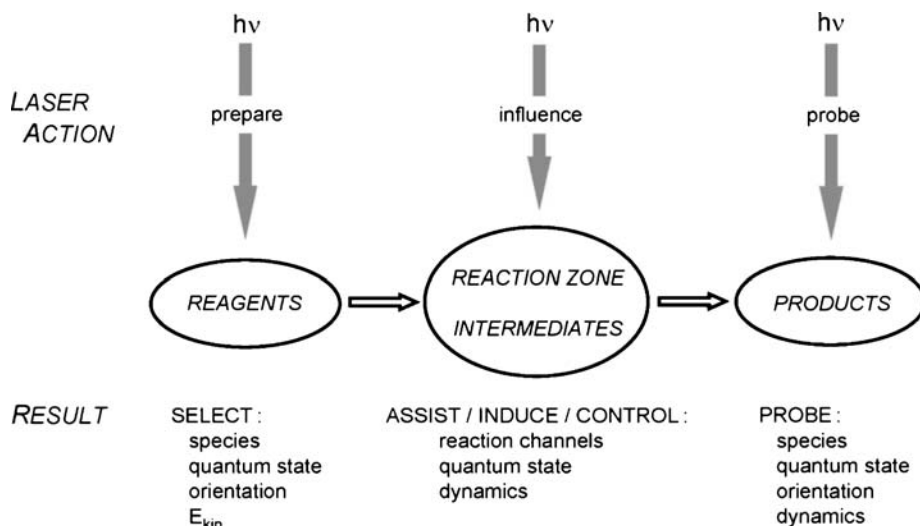 hν hν hν
LASER
ACTION
prepare influence probe
REAGENTS
REACTION ZONE
INTERMEDIATES
PRODUCTS
RESULT
SELECT :
species
quantum state
orientation
E_kin
ASSIST / INDUCE / CONTROL :
reaction channels
quantum state
dynamics
PROBE :
species
quantum state
orientation
dynamics